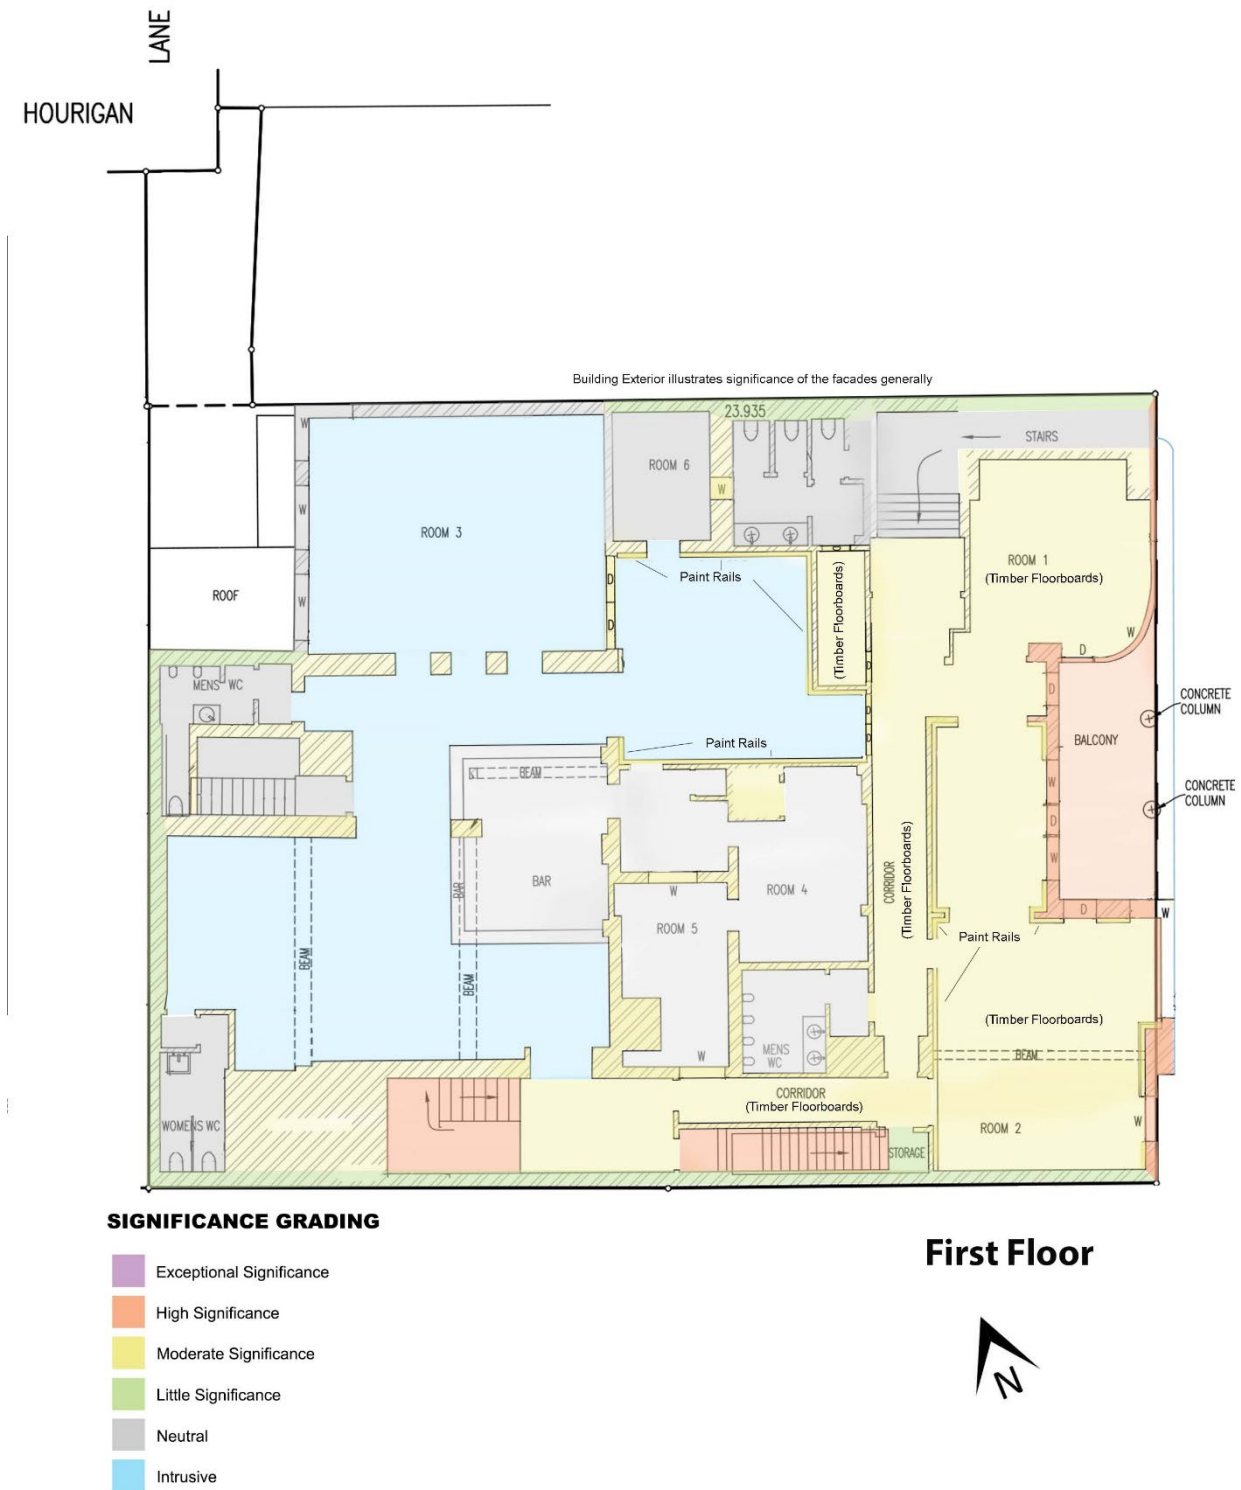 LANE
HOURIGAN
Building Exterior illustrates significance of the facades generally
23.935
W
STAIRS
ROOM 6
W
ROOM 3
W
ROOM 1
(Timber Floorboards)
Paint Rails
D
(Timber Floorboards)
ROOF
W
D
W
D
D
MENS WC
D
D
CONCRETE
COLUMN
D
BALCONY
Paint Rails
BEAM
W
CONCRETE
COLUMN
D
W
BAR
BAR
ROOM 4
W
CORRIDOR
(Timber Floorboards)
D
W
ROOM 5
Paint Rails
BEAM
BEAM
(Timber Floorboards)
BEAM
MENS
WC
W
CORRIDOR
(Timber Floorboards)
WOMENS WC
ROOM 2
W
STORAGE
SIGNIFICANCE GRADING
Exceptional Significance
High Significance
Moderate Significance
Little Significance
Neutral
Intrusive
First Floor
N